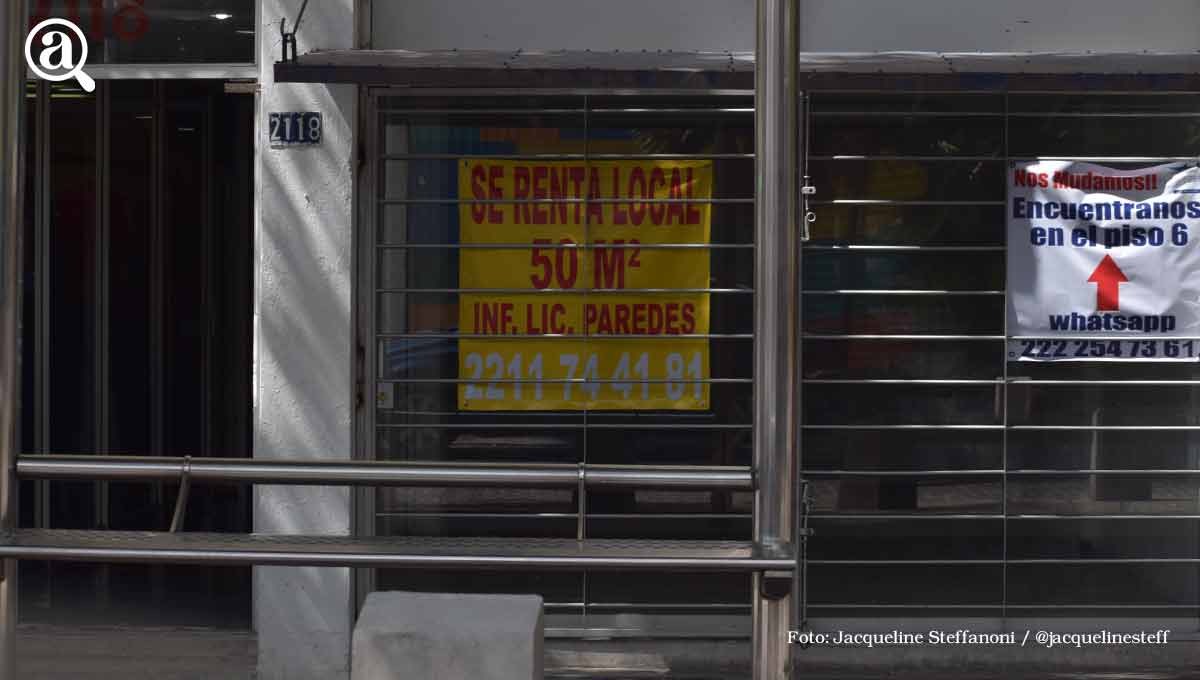 2118
2118
SE RENTA LOCAL
50 M²
INF. LIC. PAREDES
2211 74 41 81
Nos Mudamos!!
Encuentranos
en el piso 6
whatsapp
222 254 73 61
Foto: Jacqueline Steffanoni / @jacquelinesteff